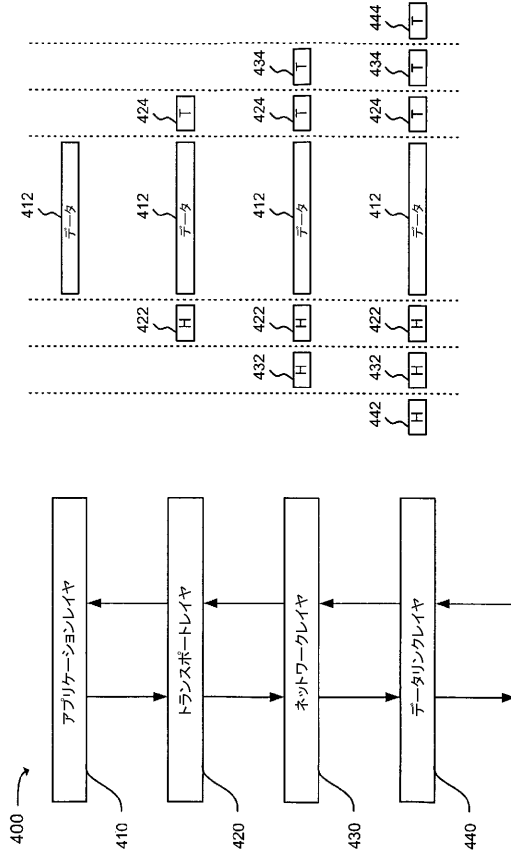 400
アプリケーションレイヤ
410
トランスポートレイヤ
420
ネットワークレイヤ
430
データリンクレイヤ
440
412
データ
422
H
412
データ
424
T
432
H
422
H
412
データ
424
T
434
T
442
H
432
H
422
H
412
データ
424
T
434
T
444
T